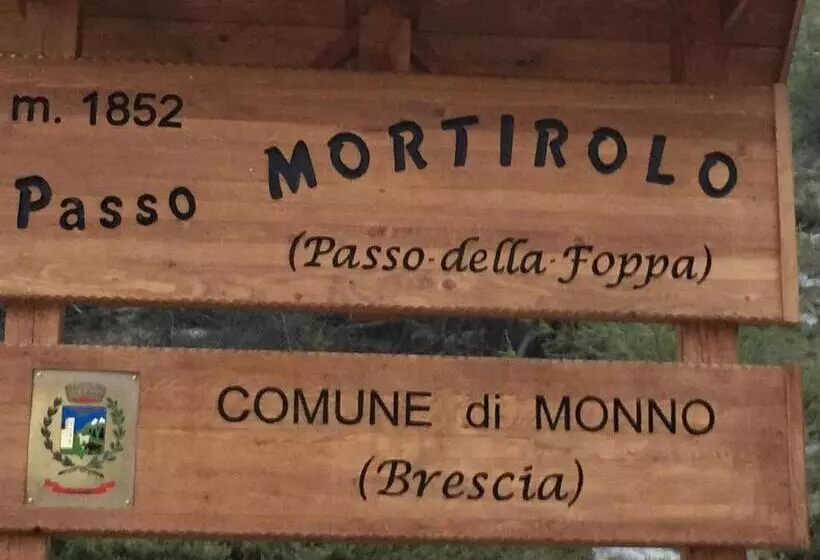 m. 1852
Passo MORTIROLO
(Passo della Foppa)
COMUNE di MONNO
(Brescia)